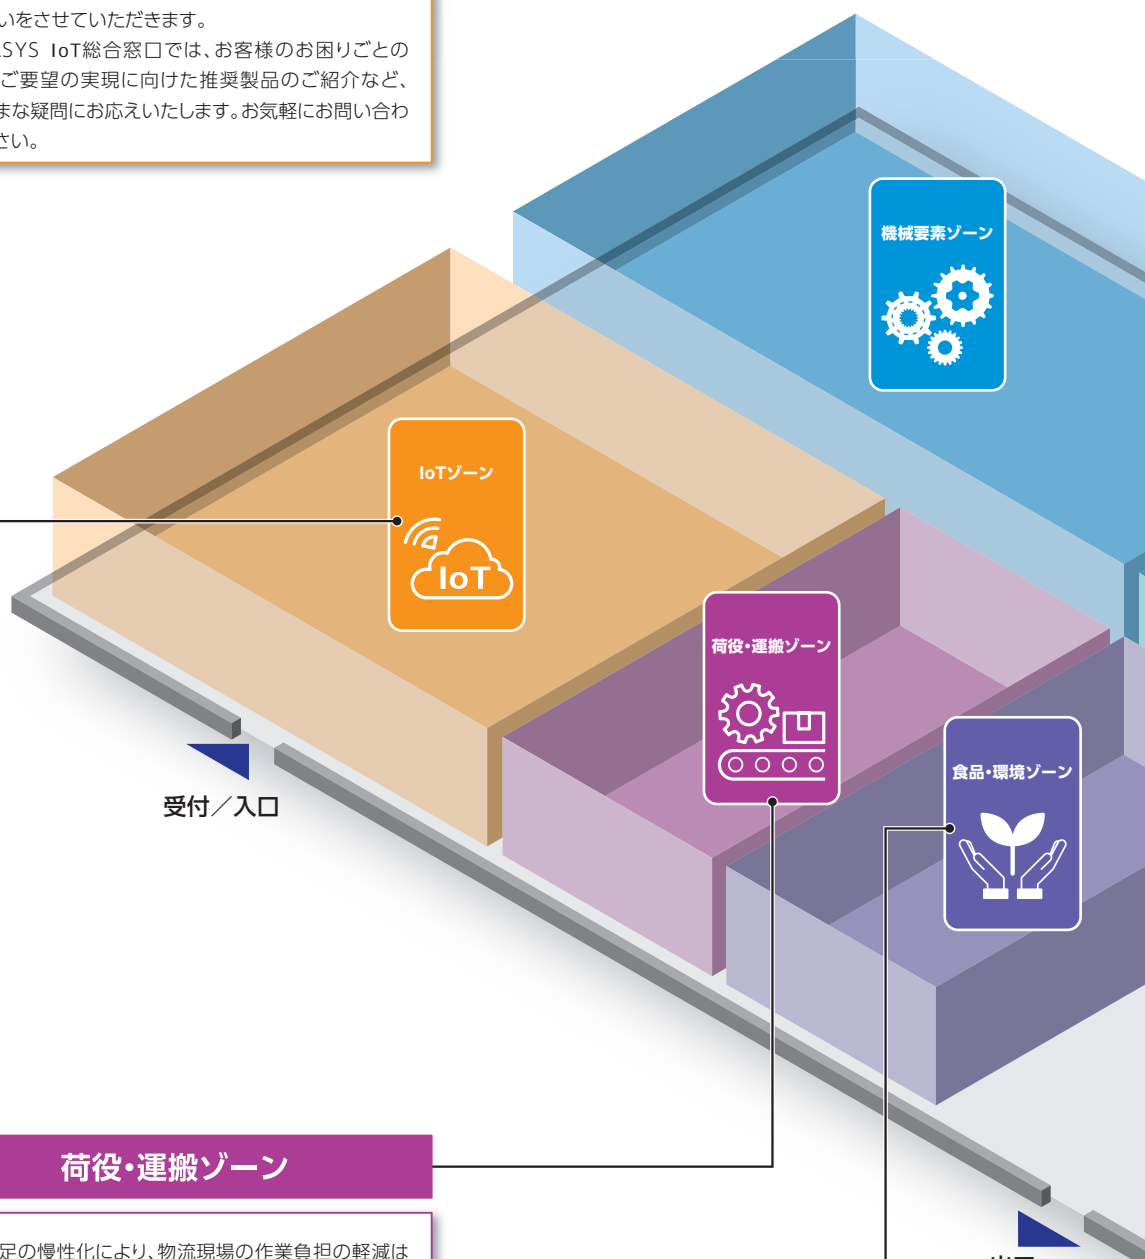 いをさせていただきます。
ASYS IoT総合窓口では、お客様のお困りごとの
ご要望の実現に向けた推奨製品のご紹介など、
まな疑問にお応えいたします。お気軽にお問い合わ
さい。
機械要素ゾーン
IoTゾーン
IoT
荷役・運搬ゾーン
食品・環境ゾーン
受付／入口
荷役・運搬ゾーン
足の慢性化により、物流現場の作業負担の軽減は